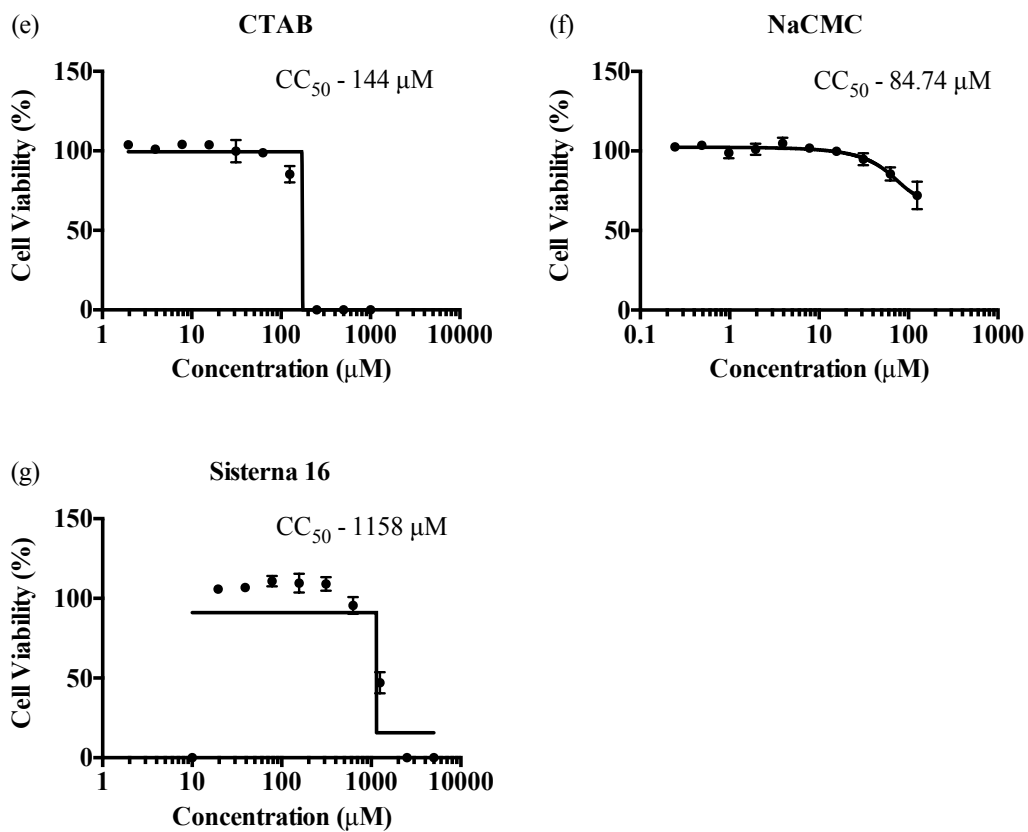 (e) CTAB
CC50 - 144 μM
150
100
50
0
Cell Viability (%)
1 10 100 1000 10000
Concentration (μM)
(f) NaCMC
CC50 - 84.74 μM
150
100
50
0
Cell Viability (%)
0.1 1 10 100 1000
Concentration (μM)
(g) Sisterna 16
CC50 - 1158 μM
150
100
50
0
Cell Viability (%)
1 10 100 1000 10000
Concentration (μM)